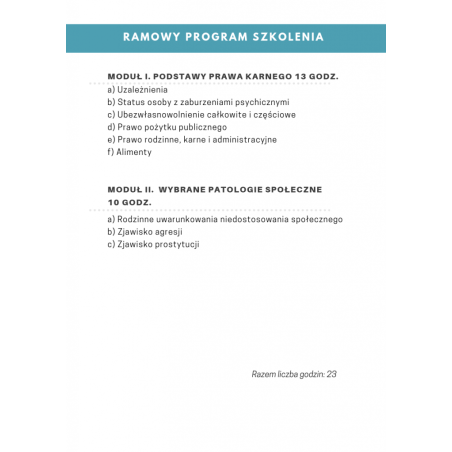 RAMOWY PROGRAM SZKOLENIA
MODUŁ I. PODSTAWY PRAWA KARNEGO 13 GODZ.
a) Uzależnienia
b) Status osoby z zaburzeniami psychicznymi
c) Ubezwłasnowolnienie całkowite i częściowe
d) Prawo pożytku publicznego
e) Prawo rodzinne, karne i administracyjne
f) Alimenty
MODUŁ II. WYBRANE PATOLOGIE SPOŁECZNE
10 GODZ.
a) Rodzinne uwarunkowania niedostosowania społecznego
b) Zjawisko agresji
c) Zjawisko prostytucji
Razem liczba godzin: 23